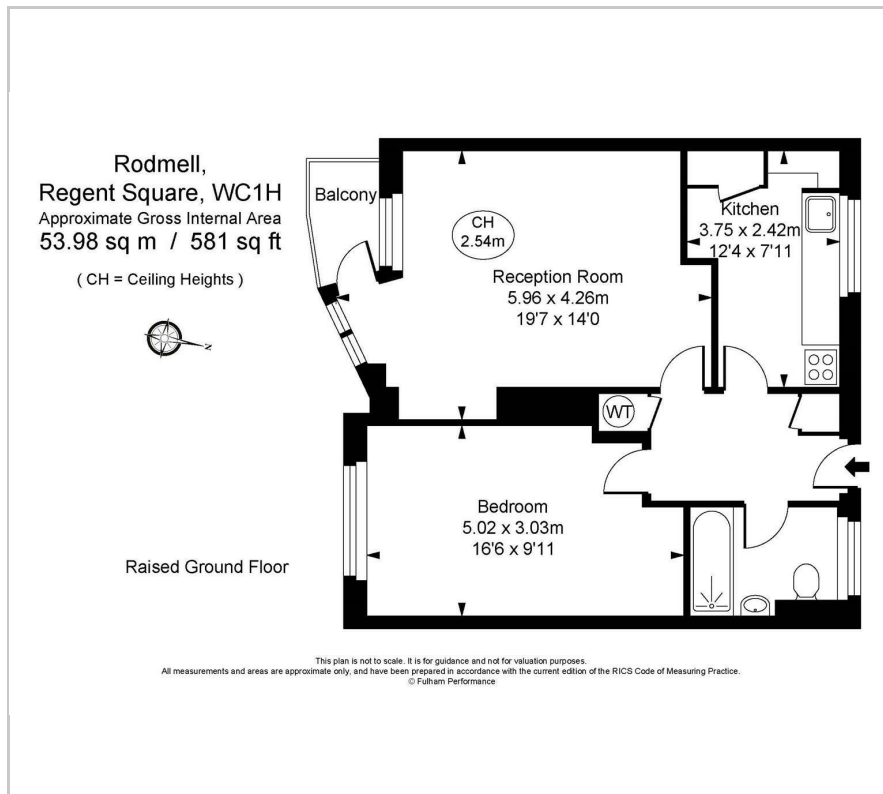 Rodmell,
Regent Square, WC1H
Approximate Gross Internal Area
53.98 sq m / 581 sq ft
( CH = Ceiling Heights )
N
Balcony
CH
2.54m
Reception Room
5.96 x 4.26m
19'7 x 14'0
Kitchen
3.75 x 2.42m
12'4 x 7'11
WT
Bedroom
5.02 x 3.03m
16'6 x 9'11
Raised Ground Floor
This plan is not to scale. It is for guidance and not for valuation purposes.
All measurements and areas are approximate only, and have been prepared in accordance with the current edition of the RICS Code of Measuring Practice.
© Fulham Performance